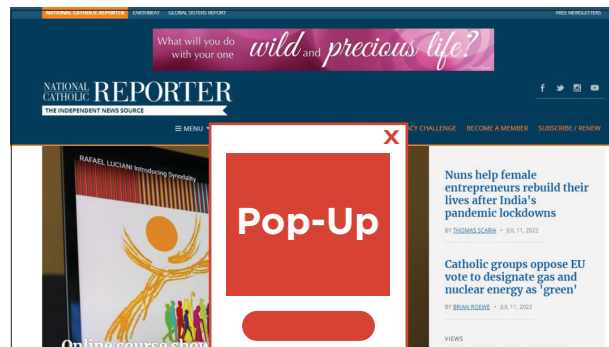 NATIONAL CATHOLIC REPORTER EARTHBEAT GLOBAL SISTERS REPORT FREE NEWSLETTERS
What will you do
with your one
wild and precious life?
NATIONAL
CATHOLIC
REPORTER
THE INDEPENDENT NEWS SOURCE
☰ MENU CY CHALLENGE BECOME A MEMBER SUBSCRIBE / RENEW
X
RAFAEL LUCIANI Introducing Synodality
Pop-Up
Online course show
Nuns help female
entrepreneurs rebuild their
lives after India's
pandemic lockdowns
BY THOMAS SCARIA • JUL 11, 2022
Catholic groups oppose EU
vote to designate gas and
nuclear energy as 'green'
BY BRIAN ROEWE • JUL 11, 2022
VIEWS